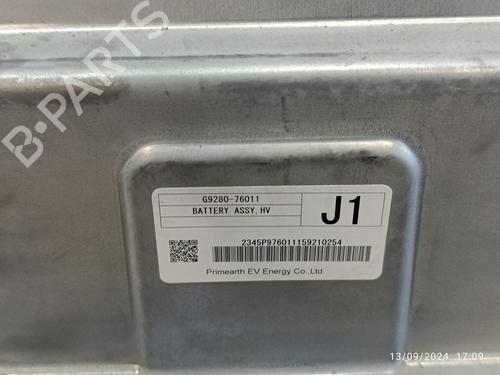 B-PARTS
G9280-76011
BATTERY ASSY,HV
J1
2345P976011159210254
Primearth EV Energy Co.,Ltd.
13/09/2024 17:09